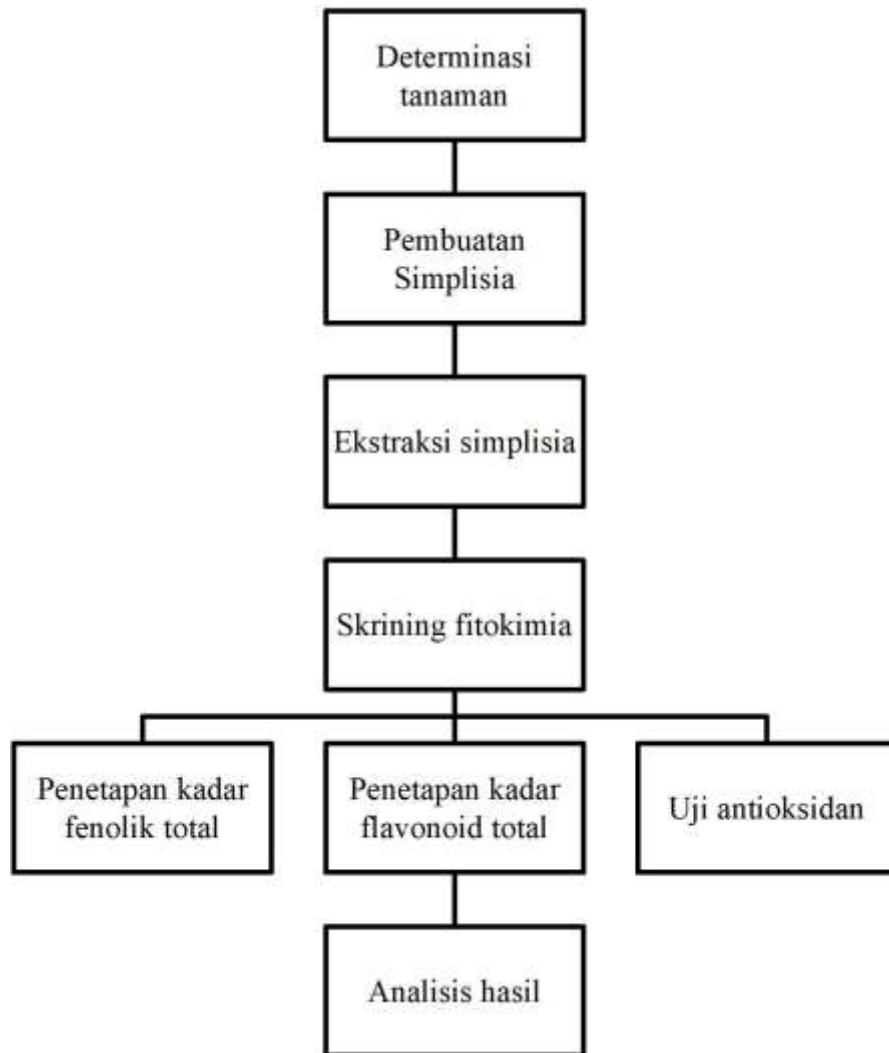 Determinasi
tanaman
Pembuatan
Simplisia
Ekstraksi simplisia
Skrining fitokimia
Penetapan kadar
fenolik total
Penetapan kadar
flavonoid total
Uji antioksidan
Analisis hasil